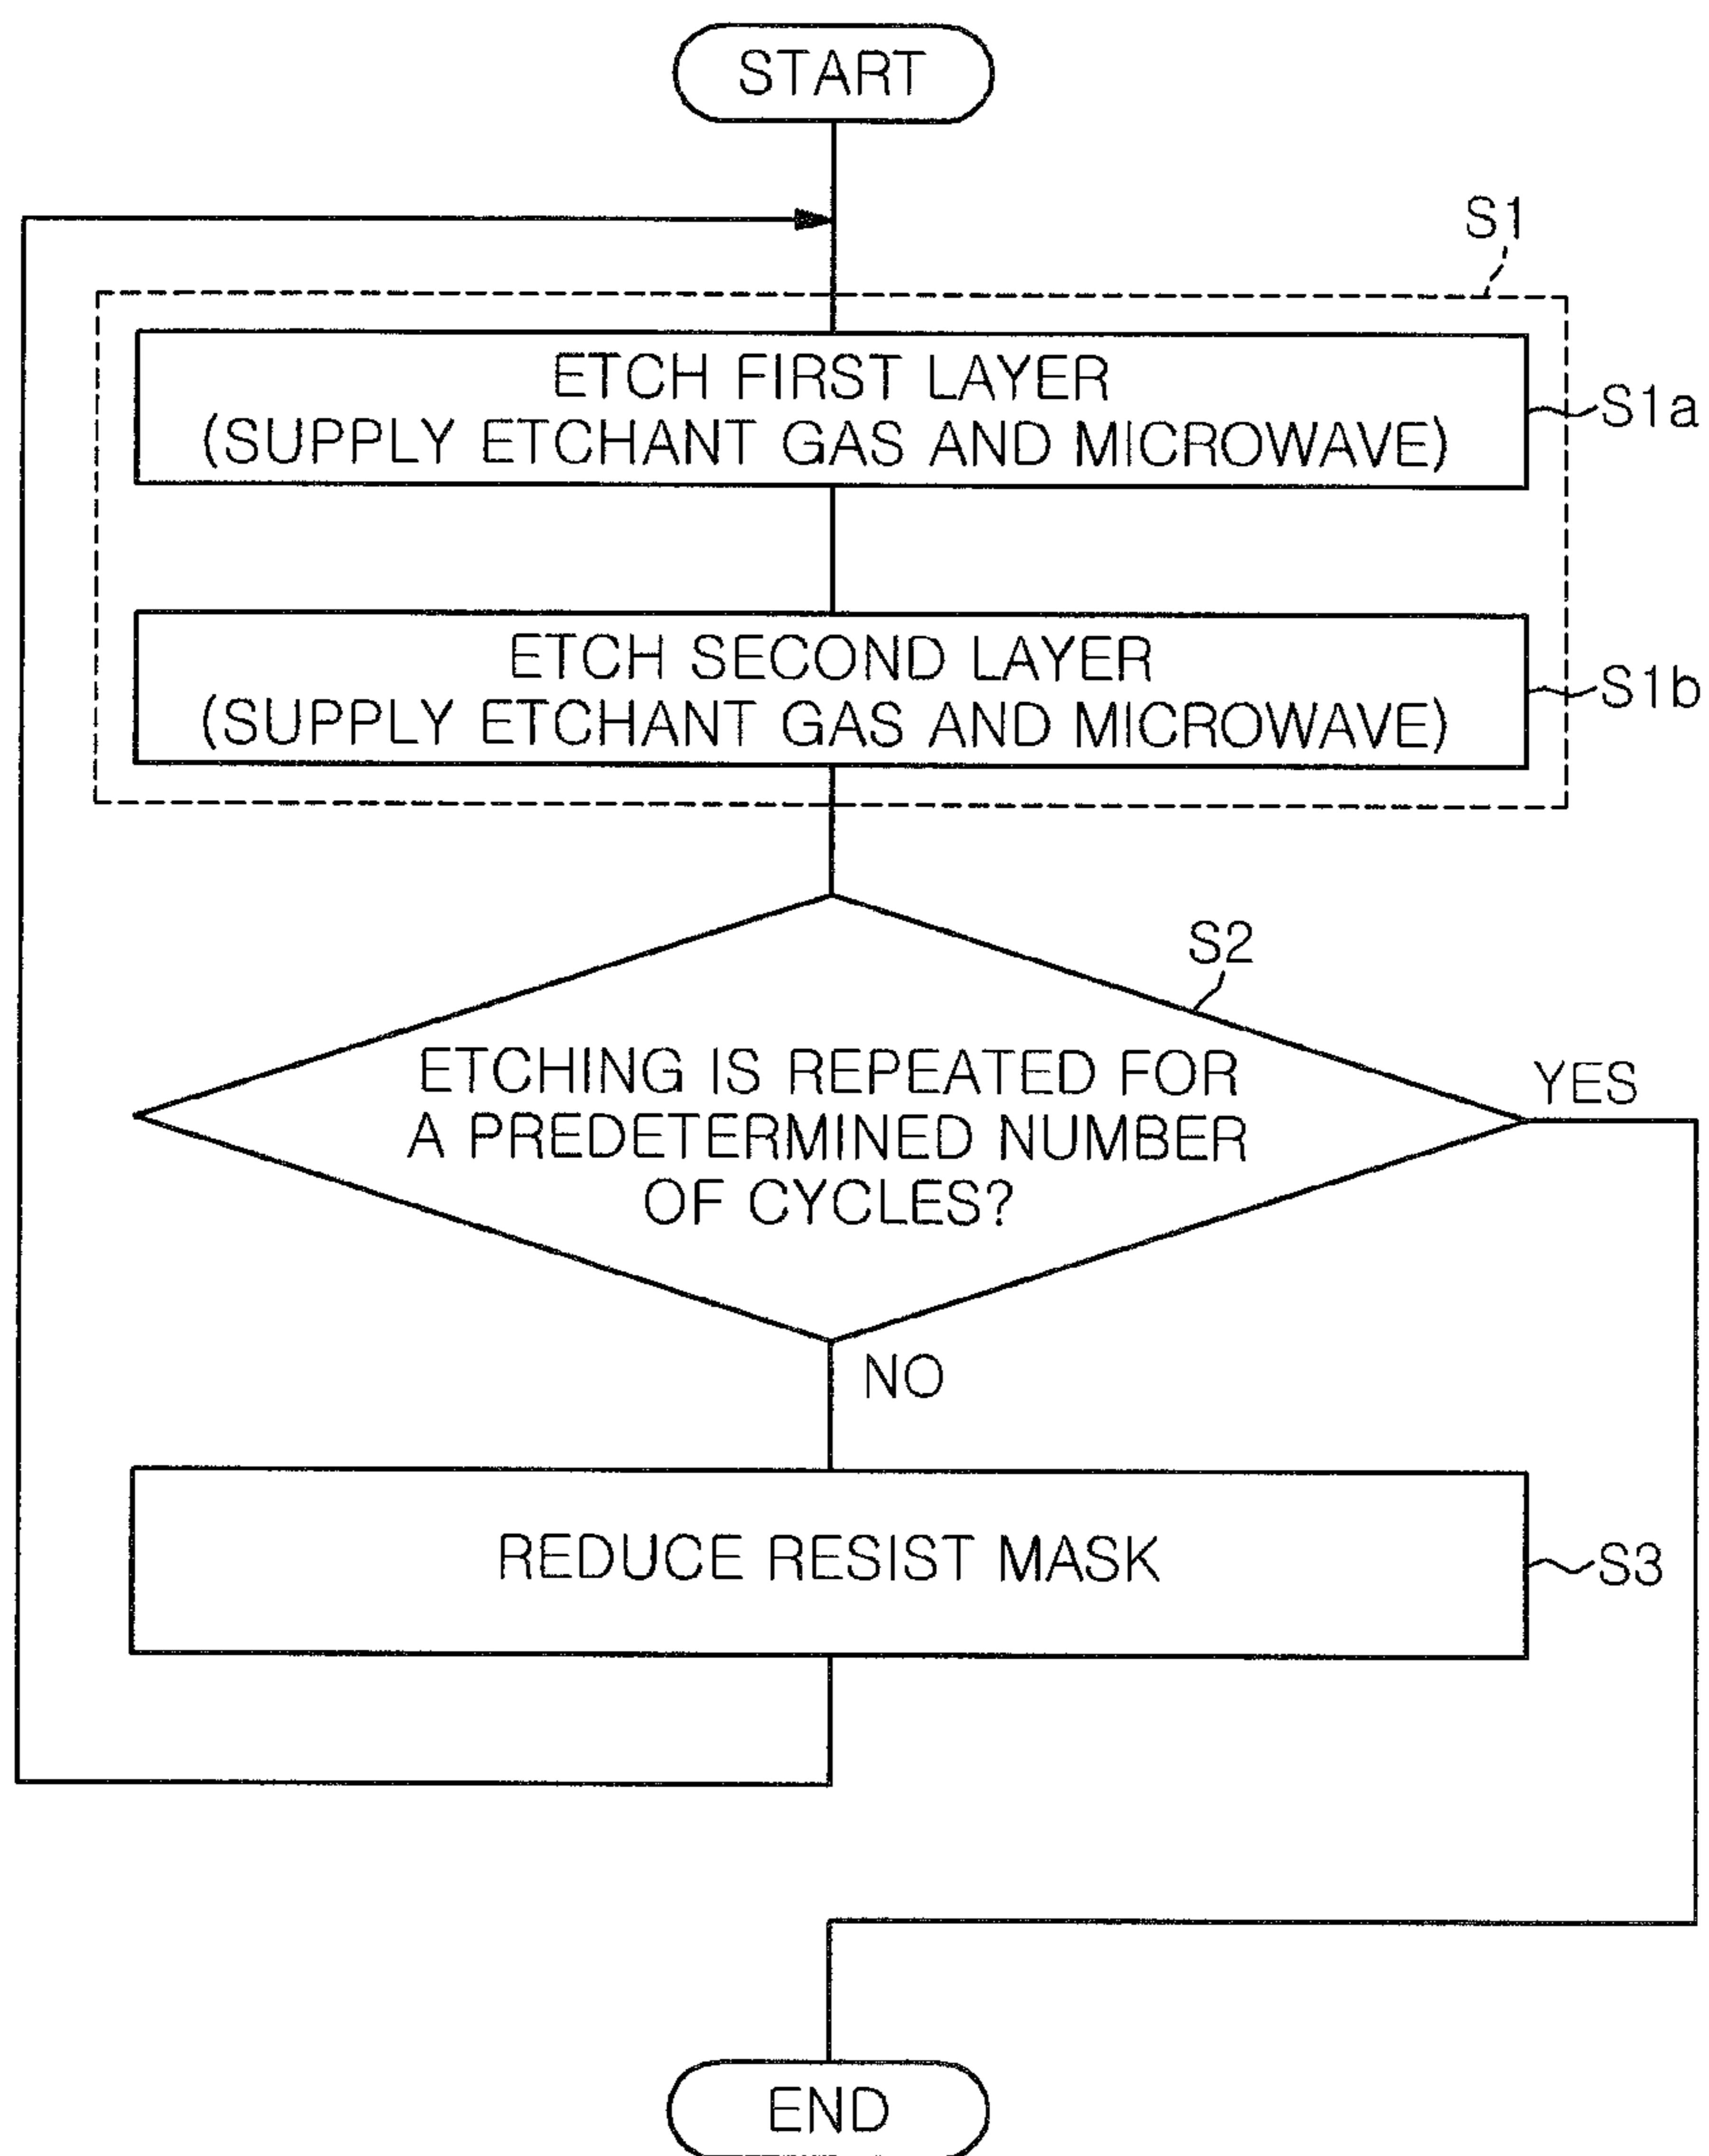 START
S1
ETCH FIRST LAYER
(SUPPLY ETCHANT GAS AND MICROWAVE)
S1a
ETCH SECOND LAYER
(SUPPLY ETCHANT GAS AND MICROWAVE)
S1b
S2
ETCHING IS REPEATED FOR
A PREDETERMINED NUMBER
OF CYCLES?
YES
NO
REDUCE RESIST MASK
S3
END